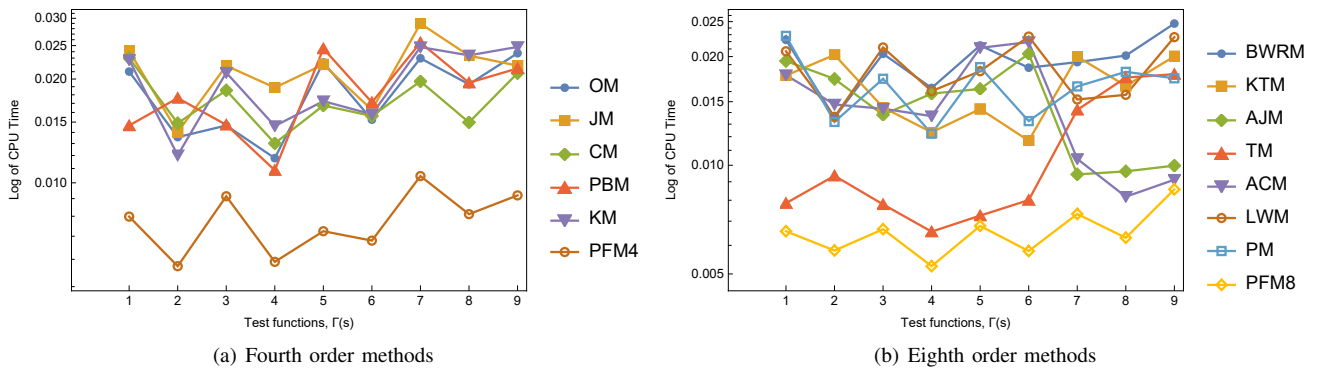 0.030
0.025
0.020
0.015
0.010
Log of CPU Time
1 2 3 4 5 6 7 8 9
Test functions, Γ(s)
OM
JM
CM
PBM
KM
PFM4
(a) Fourth order methods
0.025
0.020
0.015
0.010
0.005
Log of CPU Time
1 2 3 4 5 6 7 8 9
Test functions, Γ(s)
BWRM
KTM
AJM
TM
ACM
LWM
PM
PFM8
(b) Eighth order methods